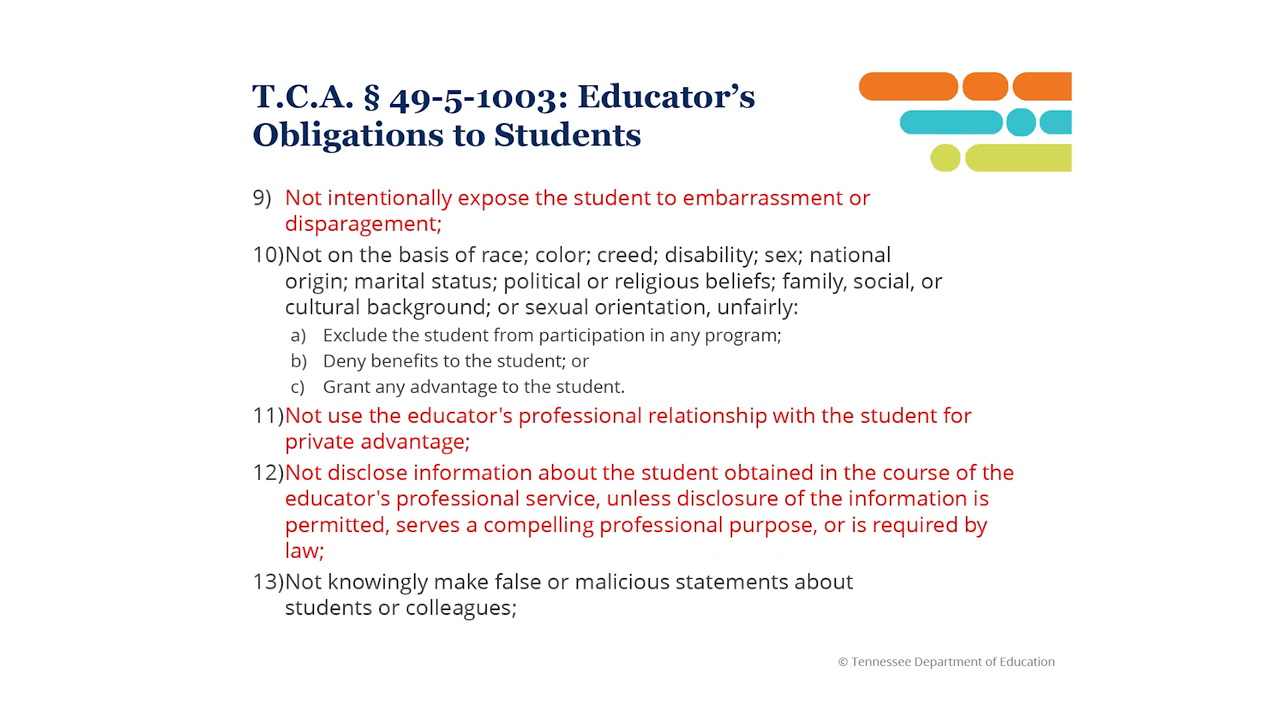 T.C.A. § 49-5-1003: Educator’s
Obligations to Students
9) Not intentionally expose the student to embarrassment or
disparagement;
10)Not on the basis of race; color; creed; disability; sex; national
origin; marital status; political or religious beliefs; family, social, or
cultural background; or sexual orientation, unfairly:
a) Exclude the student from participation in any program;
b) Deny benefits to the student; or
c) Grant any advantage to the student.
11)Not use the educator's professional relationship with the student for
private advantage;
12)Not disclose information about the student obtained in the course of the
educator's professional service, unless disclosure of the information is
permitted, serves a compelling professional purpose, or is required by
law;
13)Not knowingly make false or malicious statements about
students or colleagues;
© Tennessee Department of Education